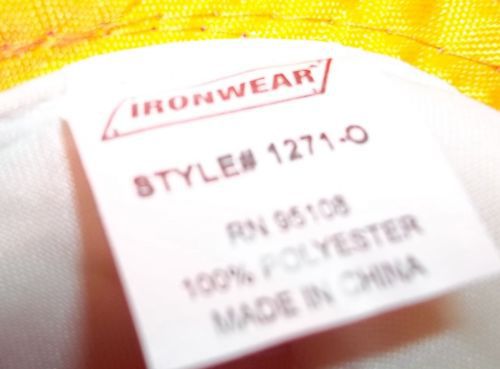 IRONWEAR
STYLE# 1271-O
RN 95108
100% POLYESTER
MADE IN CHINA